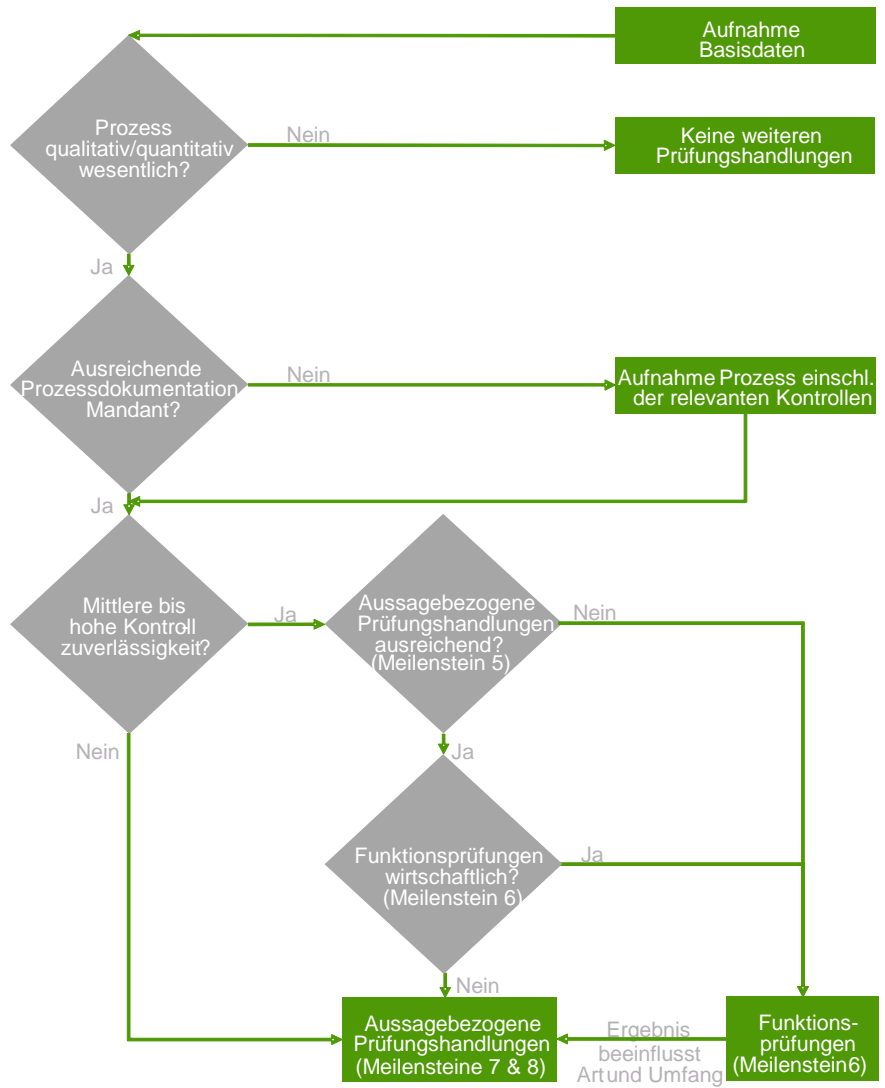 Aufnahme
Basisdaten
Prozess
qualitativ/quantitativ
wesentlich?
Nein
Keine weiteren
Prüfungshandlungen
Ja
Ausreichende
Prozessdokumentation
Mandant?
Nein
Aufnahme Prozess einschl.
der relevanten Kontrollen
Ja
Mittlere bis
hohe Kontroll-
zuverlässigkeit?
Ja
Aussagebezogene
Prüfungshandlungen
ausreichend?
(Meilenstein 5)
Nein
Nein
Ja
Funktionsprüfungen
wirtschaftlich?
(Meilenstein 6)
Ja
Nein
Aussagebezogene
Prüfungshandlungen
(Meilensteine 7 & 8)
Ergebnis
beeinflusst
Art und Umfang
Funktions-
prüfungen
(Meilenstein6)